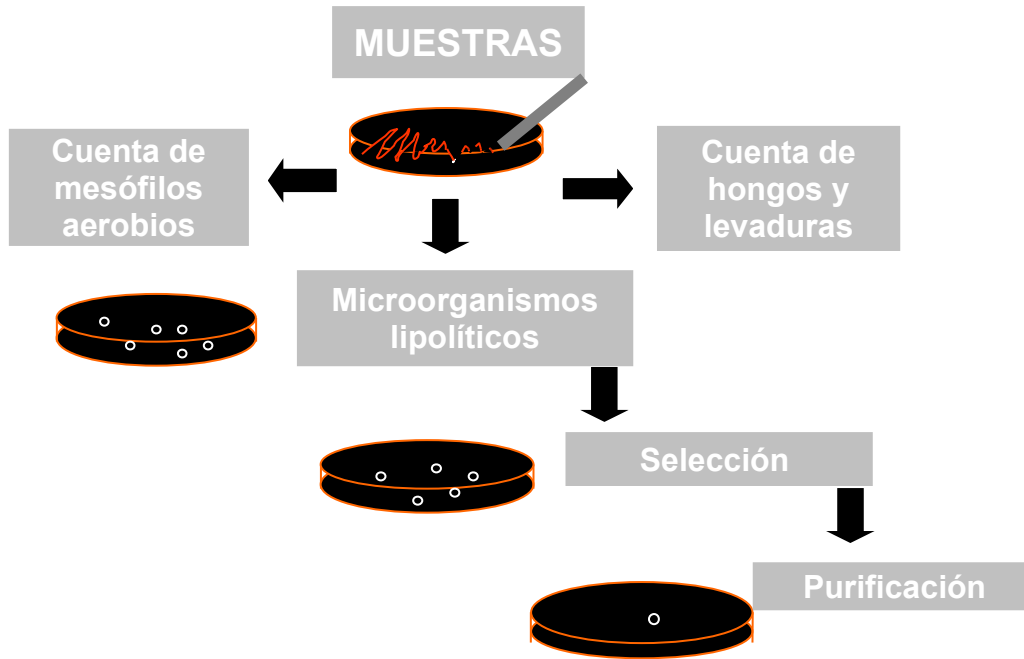 MUESTRAS
Cuenta de
mesófilos
aerobios
Cuenta de
hongos y
levaduras
Microorganismos
lipolíticos
Selección
Purificación